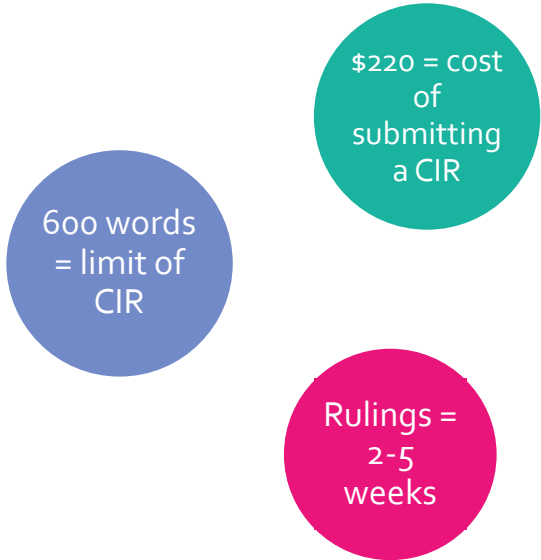 $220 = cost
of
submitting
a CIR
600 words
= limit of
CIR
Rulings =
2-5
weeks